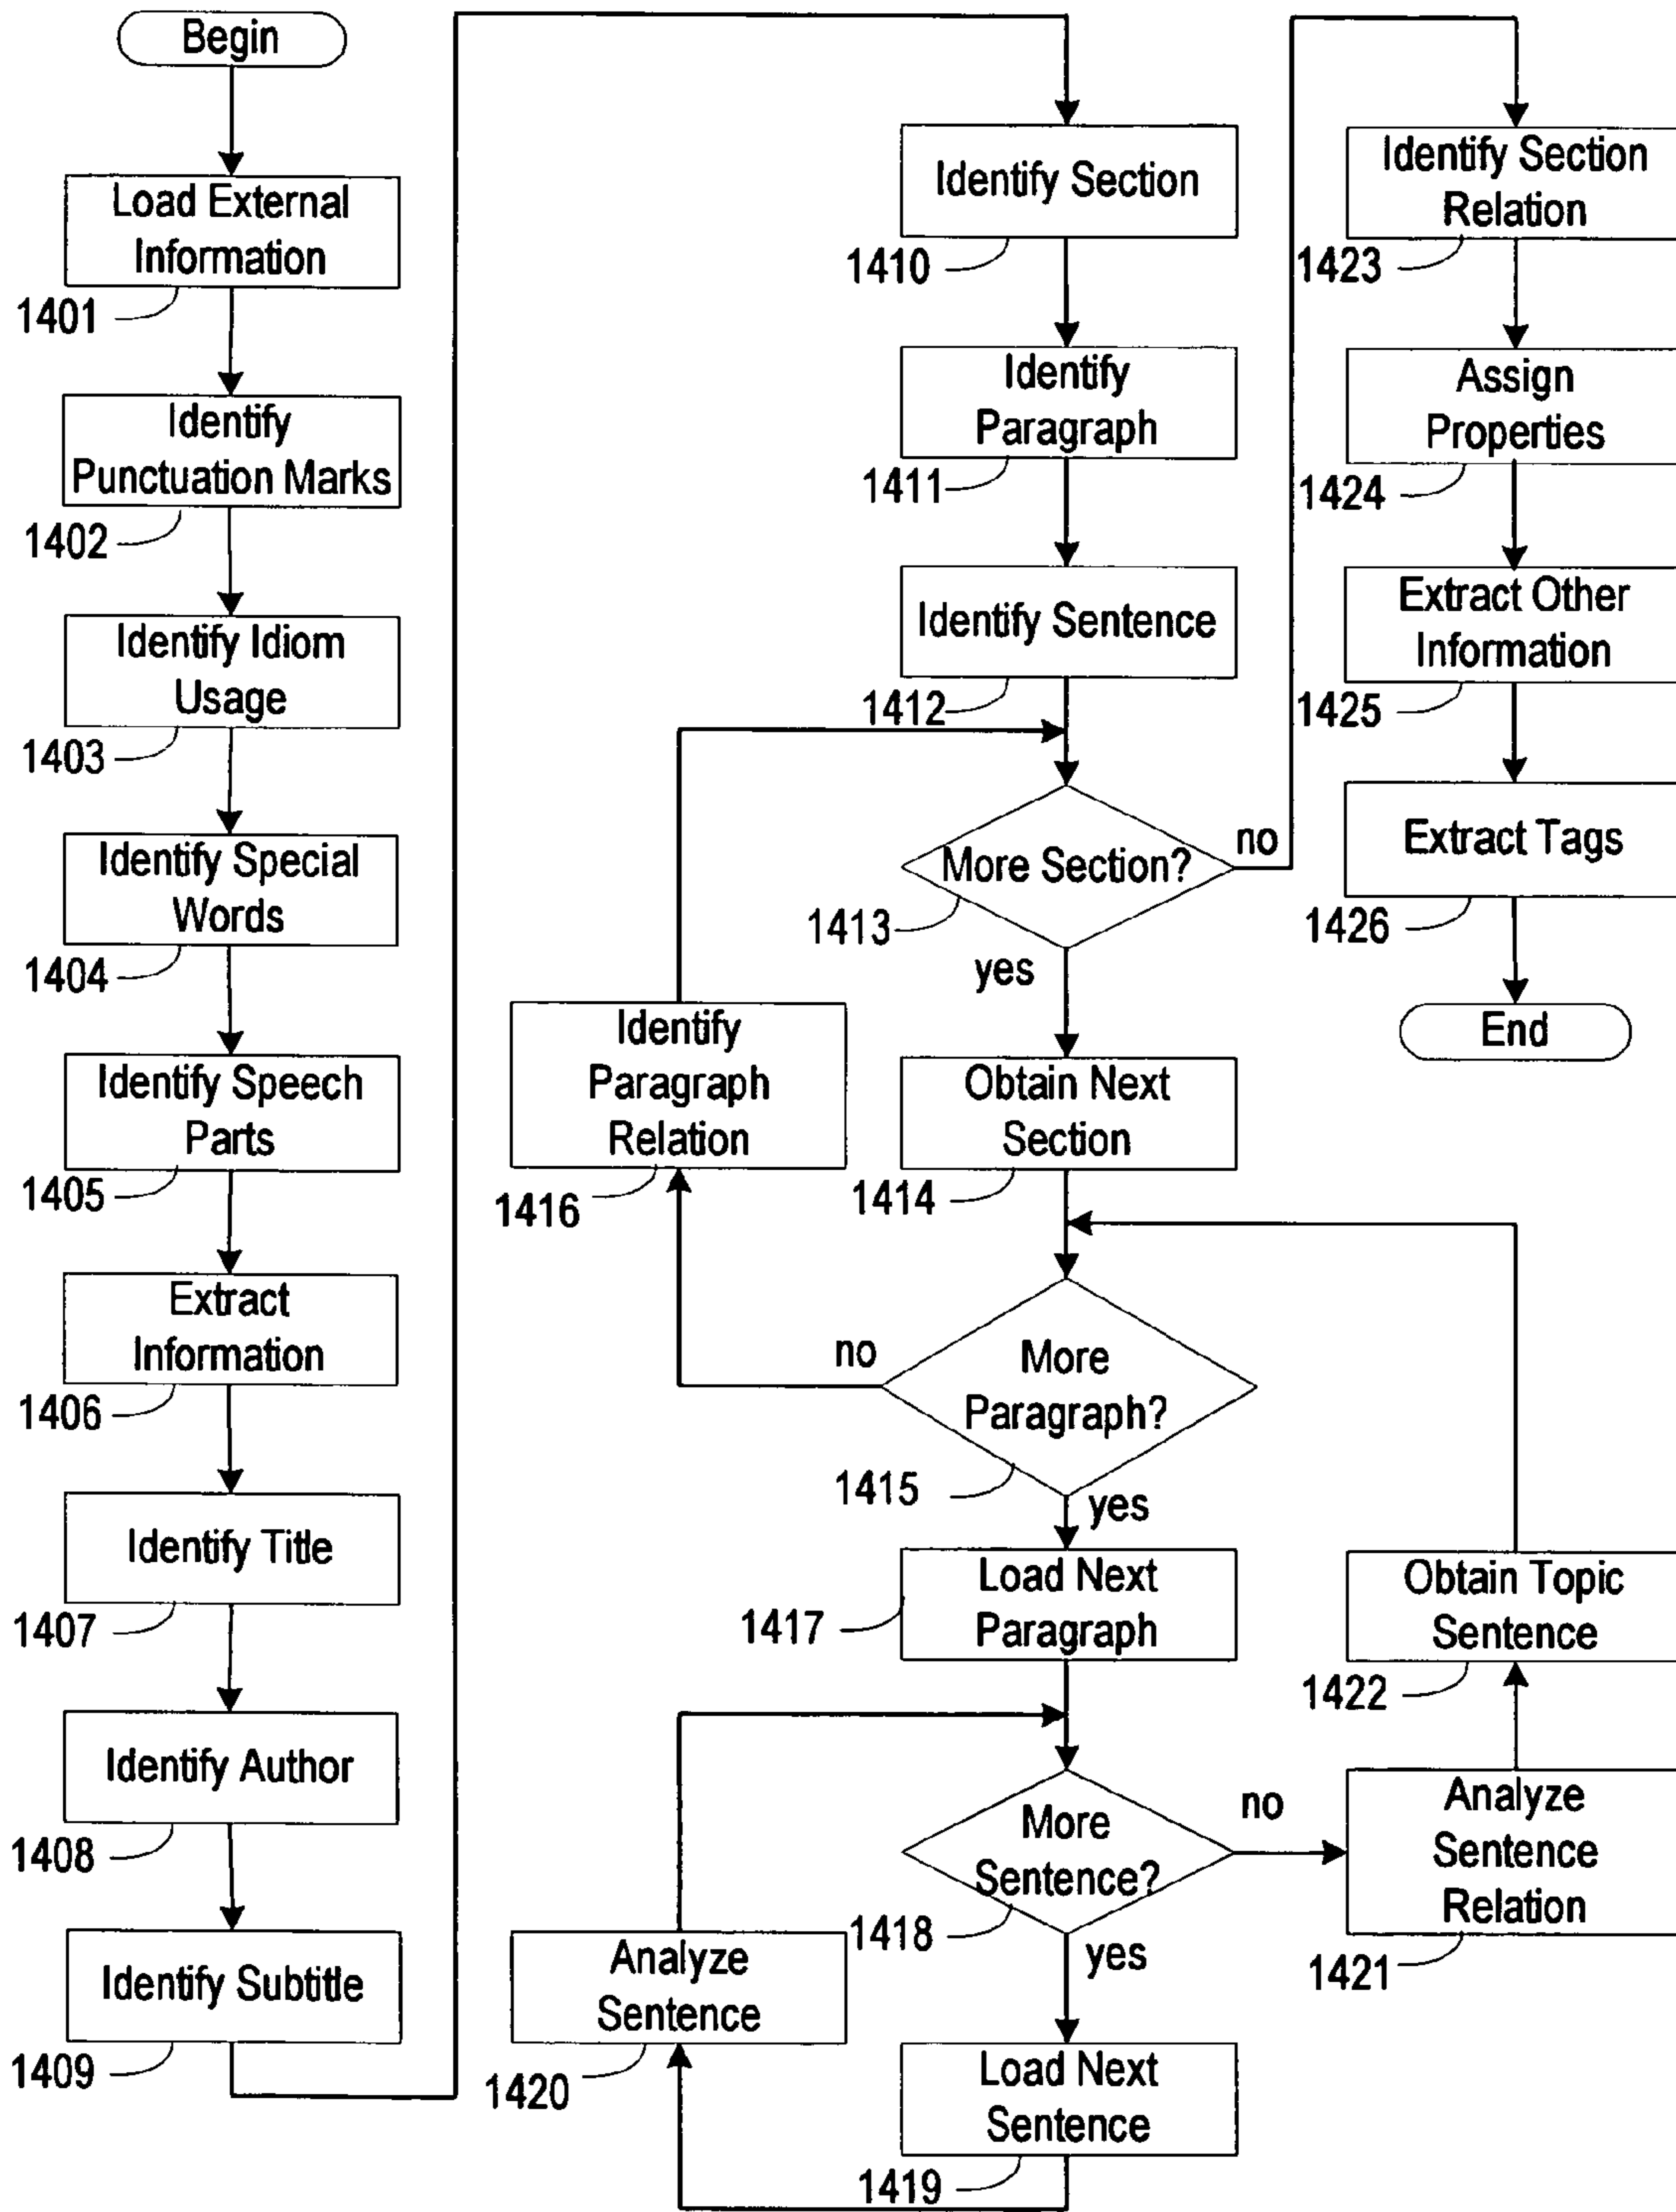 Begin
Load External
Information
1401
Identify
Punctuation Marks
1402
Identify Idiom
Usage
1403
Identify Special
Words
1404
Identify Speech
Parts
1405
Extract
Information
1406
Identify Title
1407
Identify Author
1408
Identify Subtitle
1409
Identify Section
1410
Identify
Paragraph
1411
Identify Sentence
1412
More Section?
1413
no
yes
Obtain Next
Section
1414
More
Paragraph?
1415
no
yes
Identify
Paragraph
Relation
1416
Load Next
Paragraph
1417
More
Sentence?
1418
no
yes
Load Next
Sentence
1419
Analyze
Sentence
1420
Analyze
Sentence
Relation
1421
Obtain Topic
Sentence
1422
Identify Section
Relation
1423
Assign
Properties
1424
Extract Other
Information
1425
Extract Tags
1426
End